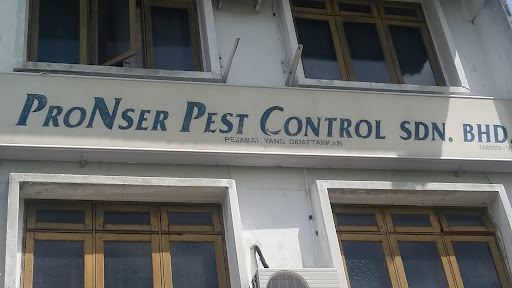 PRONSER PEST CONTROL SDN. BHD.
PEJABAT YANG DIDAFTARKAN